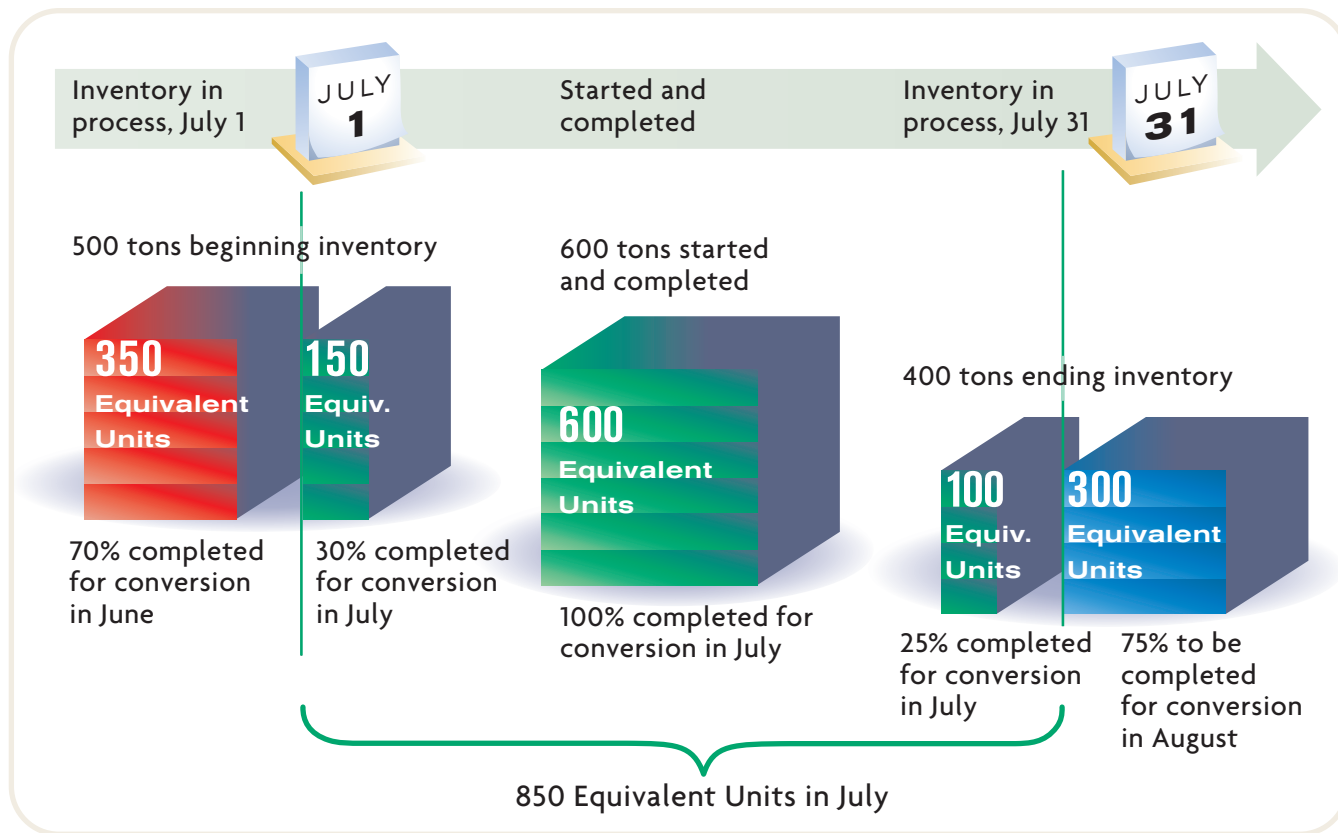 Inventory in
process, July 1
JULY
1
Started and
completed
Inventory in
process, July 31
JULY
31
500 tons beginning inventory
350
Equivalent
Units
70% completed
for conversion
in June
150
Equiv.
Units
30% completed
for conversion
in July
600 tons started
and completed
600
Equivalent
Units
100% completed for
conversion in July
400 tons ending inventory
100
Equiv.
Units
25% completed
for conversion
in July
300
Equivalent
Units
75% to be
completed
for conversion
in August
850 Equivalent Units in July